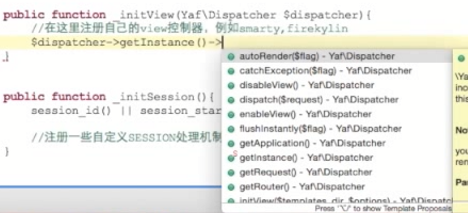 public function _initView(Yaf\Dispatcher $dispatcher){
//在这里注册自己的view控制器，例如smarty,firekylin
$dispatcher->getInstance()->
}
public function _initSession(){
session_id() || session_star
//注册一些自定义SESSION处理机制
}
autoRender($flag) - Yaf\Dispatcher
catchException($flag) - Yaf\Dispatcher
disableView() - Yaf\Dispatcher
dispatch($request) - Yaf\Dispatcher
enableView() - Yaf\Dispatcher
flushInstantly($flag) - Yaf\Dispatcher
getApplication() - Yaf\Dispatcher
getInstance() - Yaf\Dispatcher
getRequest() - Yaf\Dispatcher
getRouter() - Yaf\Dispatcher
initView($templates_dir, $options) - Yaf\Dispatcher
Press '⌥/' to show Template Proposals
\Ya
inc
this
No
you
ren
Par